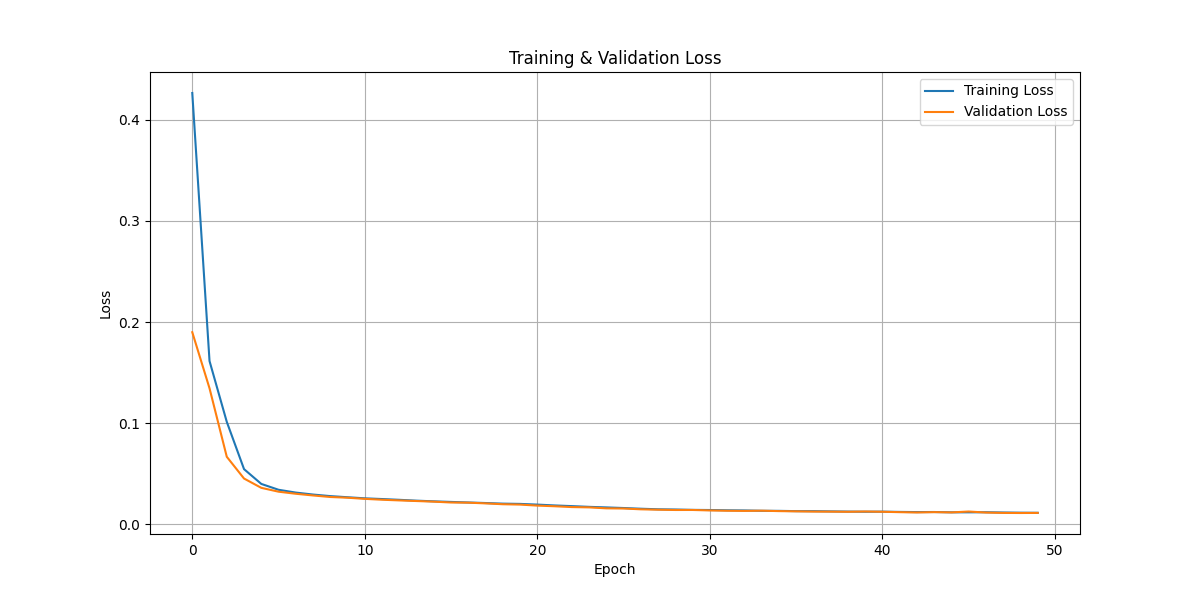 Training & Validation Loss
Training Loss
Validation Loss
0.4
0.3
0.2
0.1
0.0
Loss
0 10 20 30 40 50
Epoch